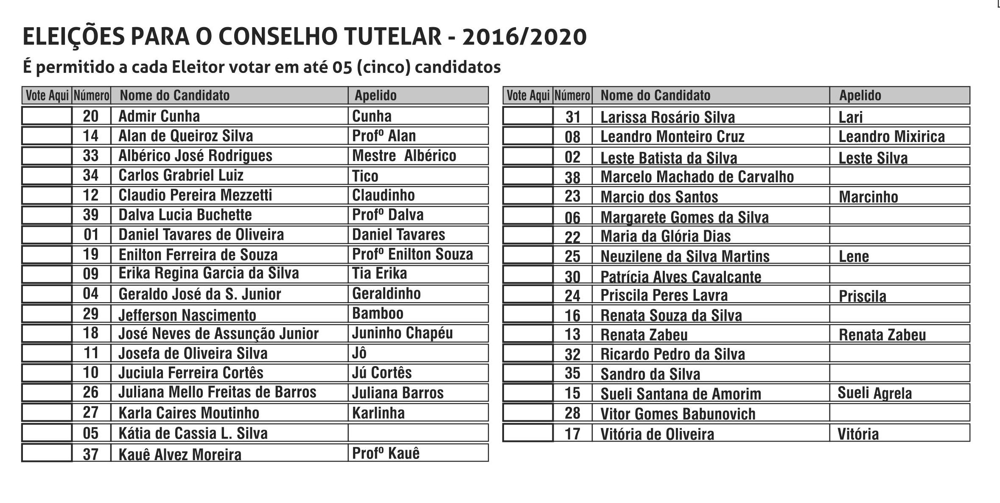 ELEIÇÕES PARA O CONSELHO TUTELAR - 2016/2020
É permitido a cada Eleitor votar em até 05 (cinco) candidatos
Vote Aqui Número Nome do Candidato Apelido
20 Admir Cunha Cunha
14 Alan de Queiroz Silva Profº Alan
33 Albérico José Rodrigues Mestre Albérico
34 Carlos Grabriel Luiz Tico
12 Claudio Pereira Mezzetti Claudinho
39 Dalva Lucia Buchette Profº Dalva
01 Daniel Tavares de Oliveira Daniel Tavares
19 Enilton Ferreira de Souza Profº Enilton Souza
09 Erika Regina Garcia da Silva Tia Erika
04 Geraldo José da S. Junior Geraldinho
29 Jefferson Nascimento Bamboo
18 José Neves de Assunção Junior Juninho Chapéu
11 Josefa de Oliveira Silva Jô
10 Juciula Ferreira Cortês Jú Cortês
26 Juliana Mello Freitas de Barros Juliana Barros
27 Karla Caires Moutinho Karlinha
05 Kátia de Cassia L. Silva
37 Kauê Alvez Moreira Profº Kauê
Vote Aqui Número Nome do Candidato Apelido
31 Larissa Rosário Silva Lari
08 Leandro Monteiro Cruz Leandro Mixirica
02 Leste Batista da Silva Leste Silva
38 Marcelo Machado de Carvalho
23 Marcio dos Santos Marcinho
06 Margarete Gomes da Silva
22 Maria da Glória Dias
25 Neuzilene da Silva Martins Lene
30 Patrícia Alves Cavalcante
24 Priscila Peres Lavra Priscila
16 Renata Souza da Silva
13 Renata Zabeu Renata Zabeu
32 Ricardo Pedro da Silva
35 Sandro da Silva
15 Sueli Santana de Amorim Sueli Agrela
28 Vitor Gomes Babunovich
17 Vitória de Oliveira Vitória